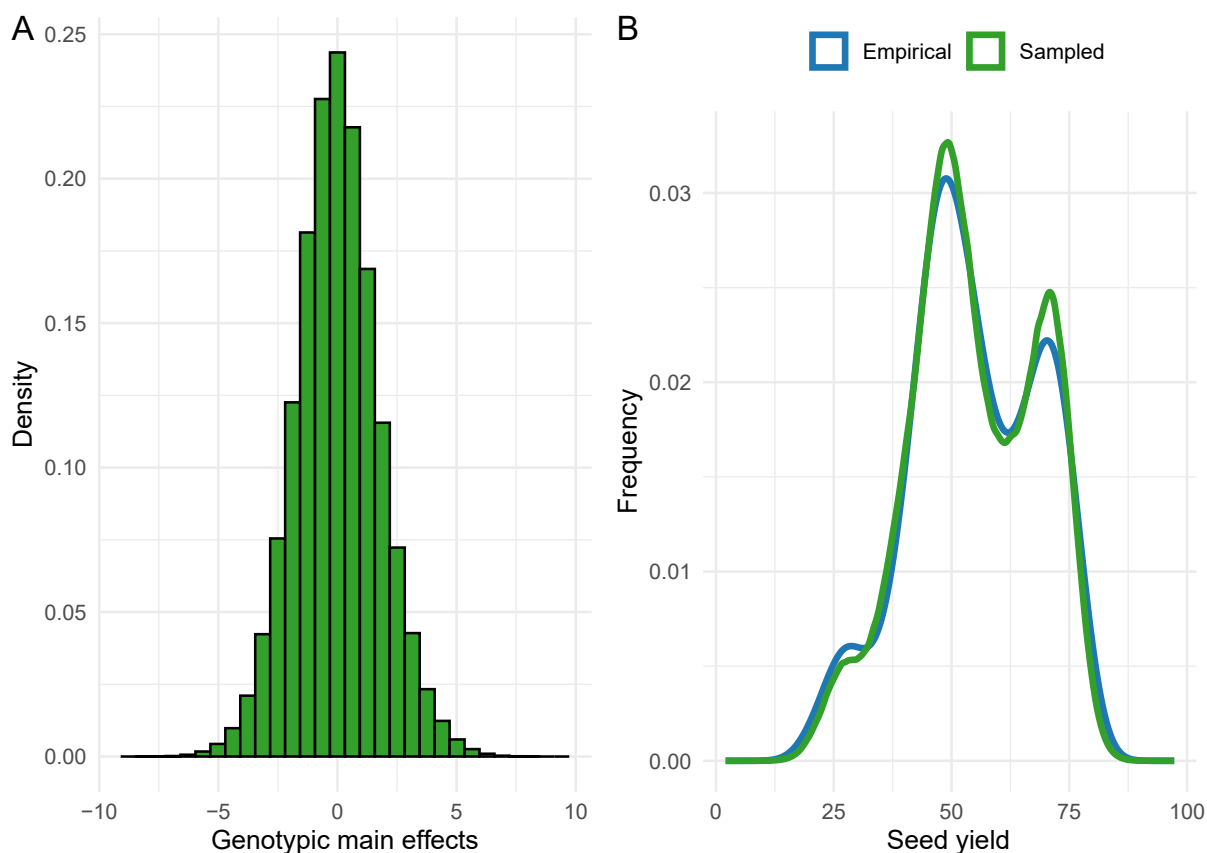 A
0.25
0.20
0.15
0.10
0.05
0.00
Density
−10 −5 0 5 10
Genotypic main effects
B
Empirical Sampled
0.03
0.02
0.01
0.00
Frequency
0 25 50 75 100
Seed yield